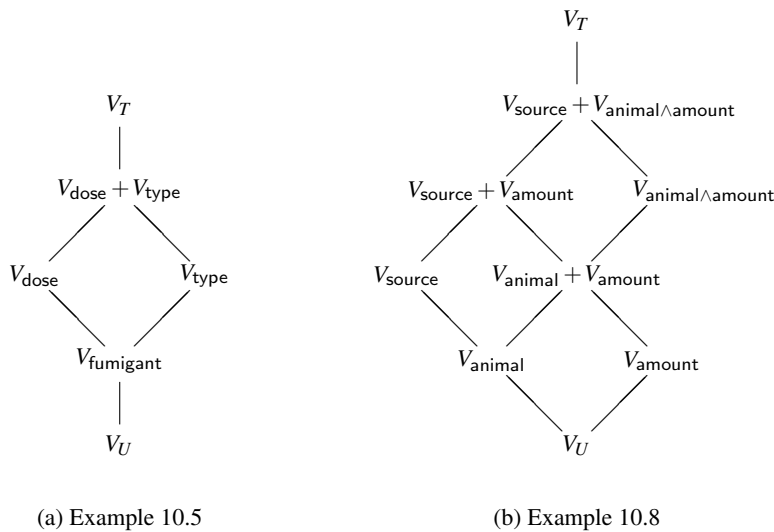 V_T
V_T
V_source + V_animal∧amount
V_dose + V_type
V_source + V_amount
V_animal∧amount
V_dose
V_type
V_source
V_animal + V_amount
V_fumigant
V_animal
V_amount
V_U
V_U
(a) Example 10.5
(b) Example 10.8